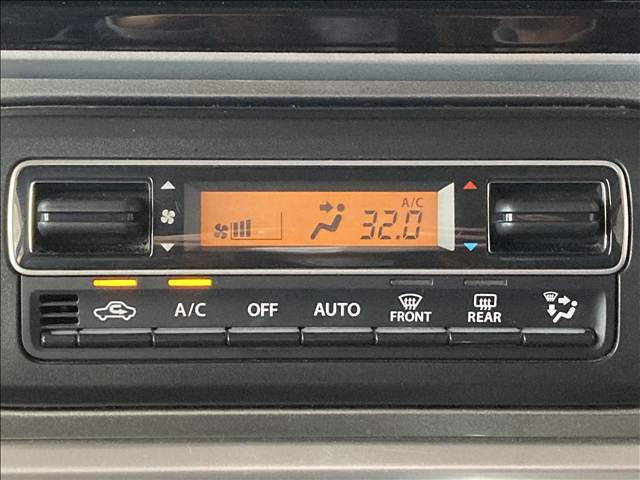 A/C
32.0
A/C OFF AUTO FRONT REAR